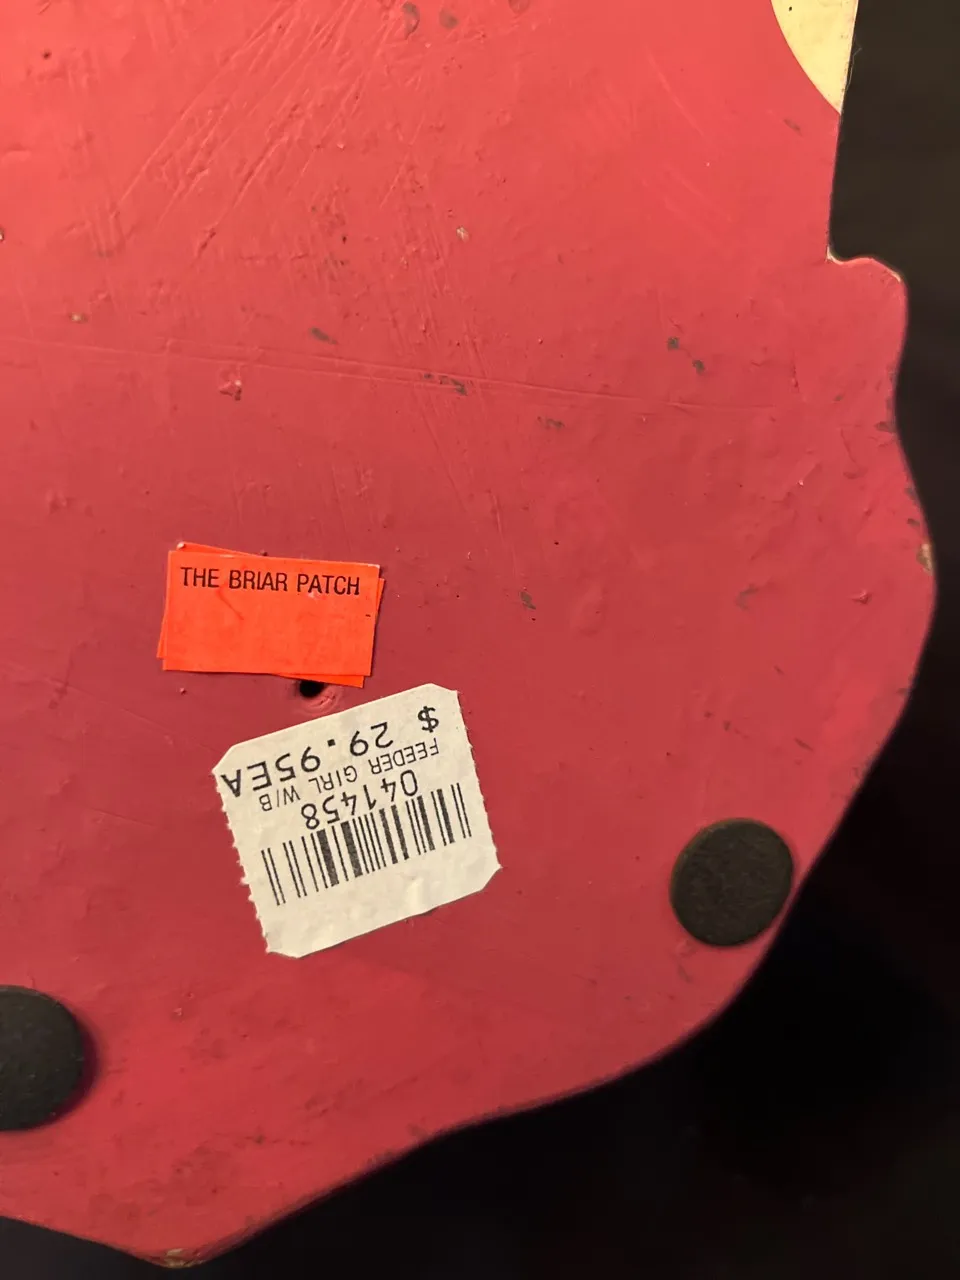 THE BRIAR PATCH
$ 29.95EA
FEEDER GIRL W/B
041458